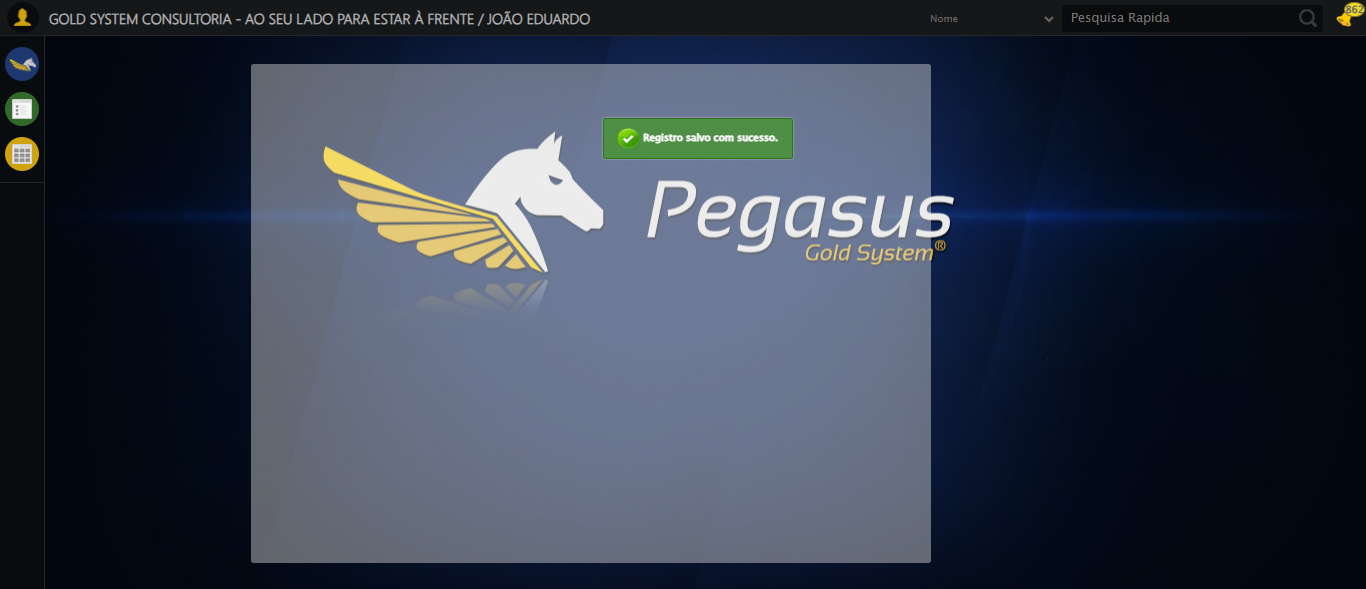 GOLD SYSTEM CONSULTORIA - AO SEU LADO PARA ESTAR À FRENTE / JOÃO EDUARDO
Nome
Pesquisa Rapida
862
Registro salvo com sucesso.
Pegasus
Gold System®